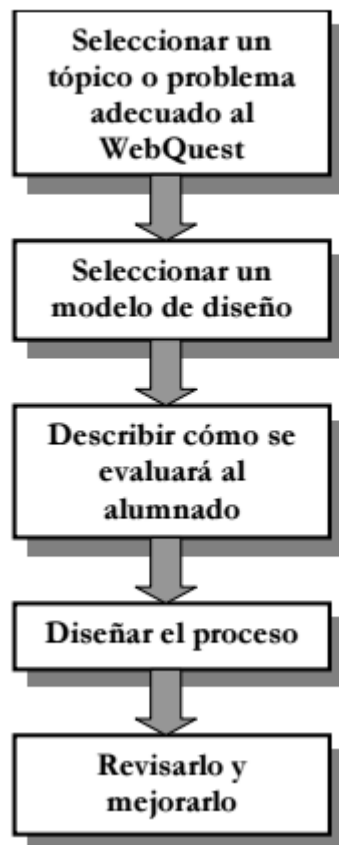 Seleccionar un
tópico o problema
adecuado al
WebQuest
Seleccionar un
modelo de diseño
Describir cómo se
evaluará al
alumnado
Diseñar el proceso
Revisarlo y
mejorarlo